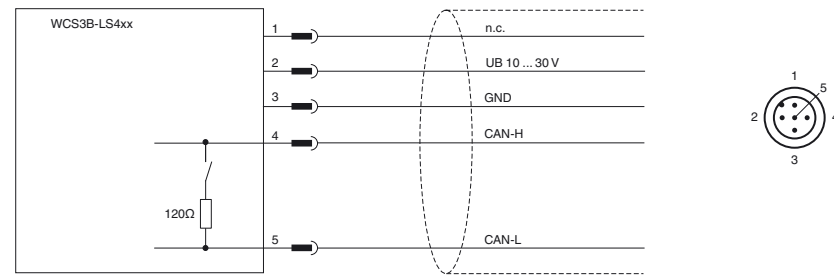 WCS3B-LS4xx
1 n.c.
2 UB 10 ... 30 V
3 GND
4 CAN-H
120Ω
5 CAN-L
1
5
2 4
3